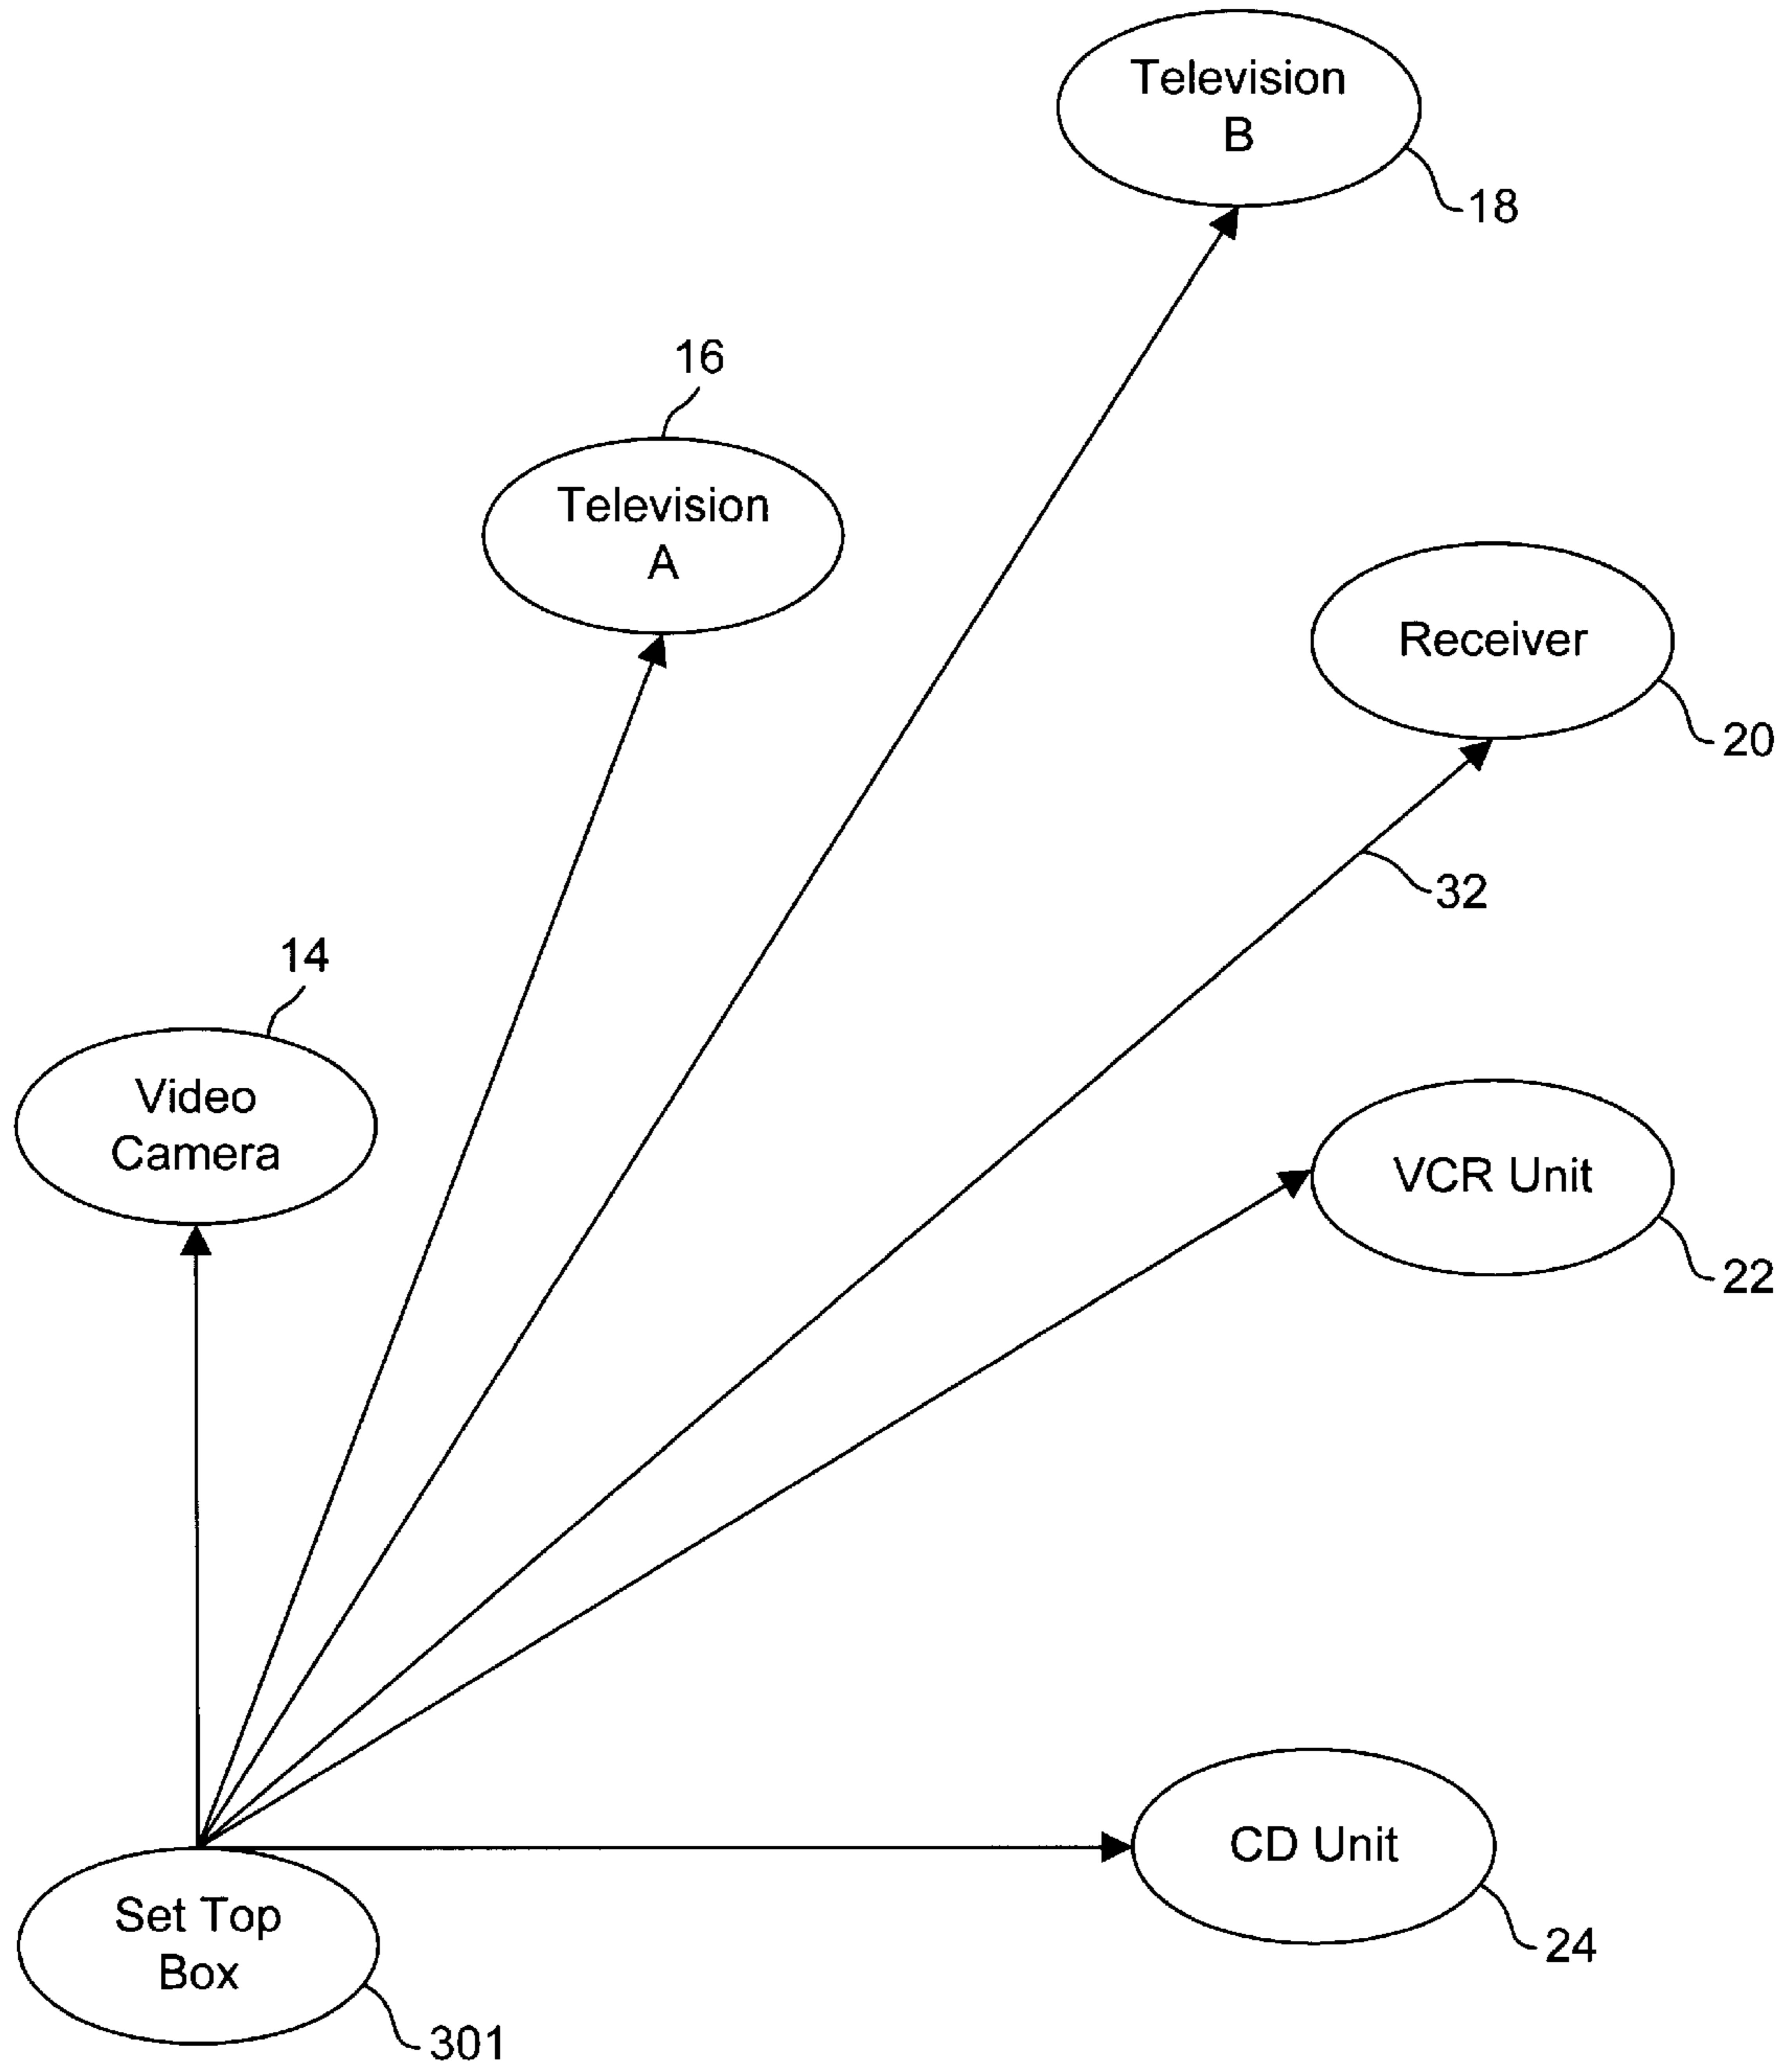 Television
B
18
16
Television
A
Receiver
20
32
14
Video
Camera
VCR Unit
22
CD Unit
24
Set Top
Box
301